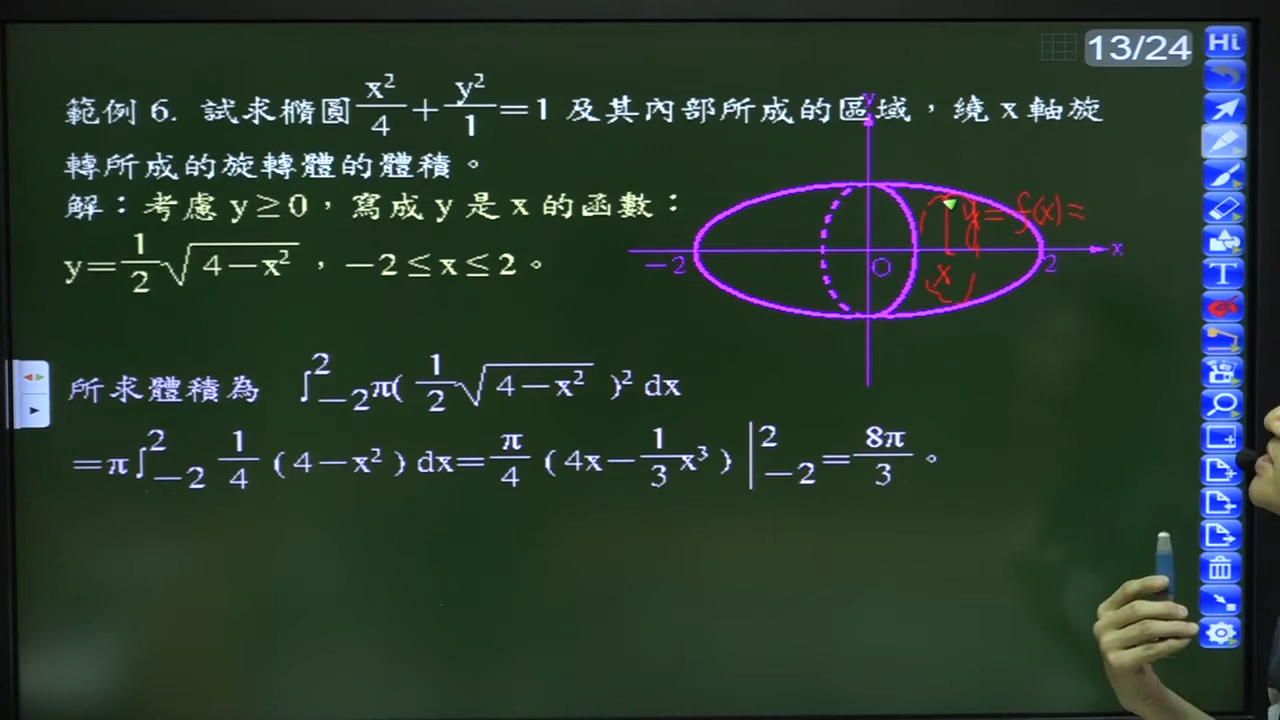 13/24
Hi
範例 6. 試求橢圓 x²/4 + y²/1 = 1 及其內部所成的區域，繞 x 軸旋
轉所成的旋轉體的體積。
解：考慮 y≥0，寫成 y 是 x 的函數：
y=1/2√(4−x²)，−2≤x≤2。
y
y=f(x)=
x
−2
O
x
2
T
所求體積為 ∫₋₂² π(1/2√(4−x²))² dx
=π∫₋₂² 1/4 (4−x²) dx=π/4 (4x−1/3x³)|₋₂²=8π/3。